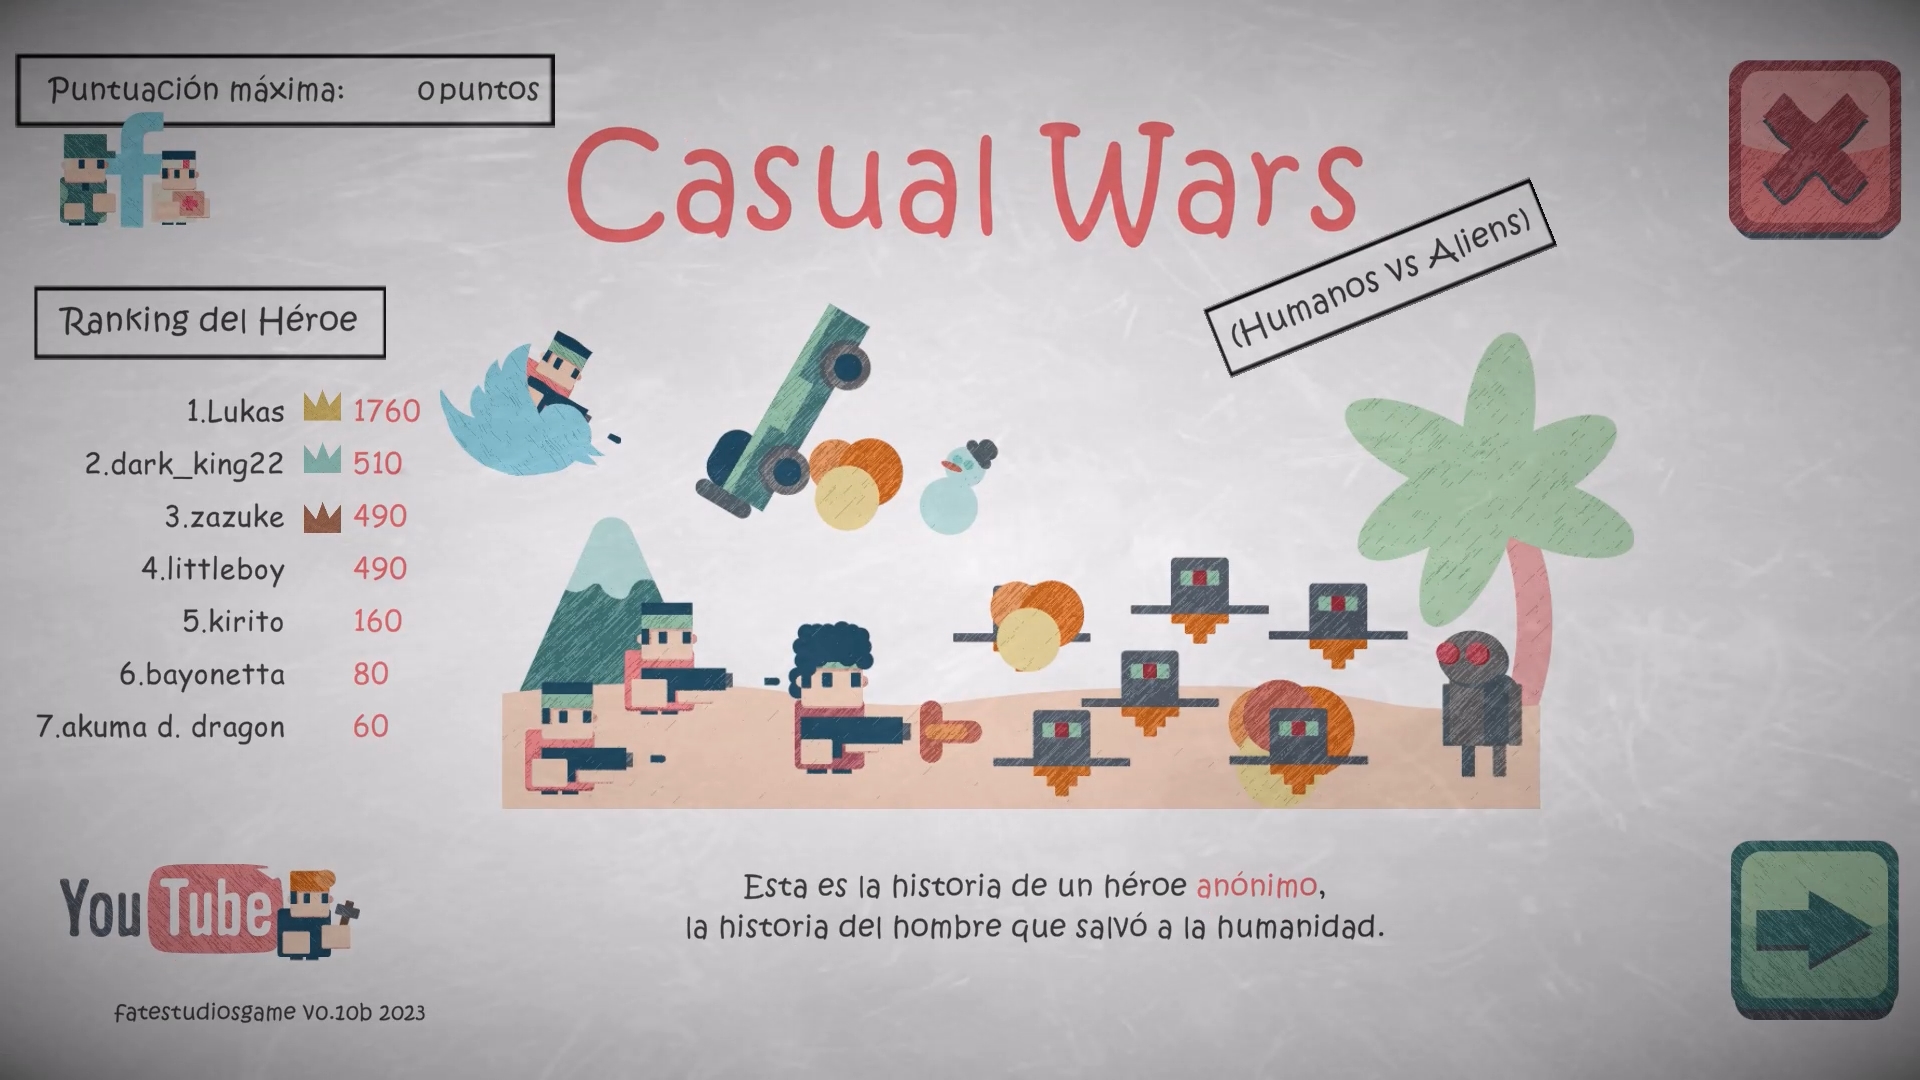 Puntuación máxima: 0 puntos
Casual Wars
(Humanos vs Aliens)
f
Ranking del Héroe
1.Lukas 1760
2.dark_king22 510
3.zazuke 490
4.littleboy 490
5.kirito 160
6.bayonetta 80
7.akuma d. dragon 60
YouTube
Esta es la historia de un héroe anónimo,
la historia del hombre que salvó a la humanidad.
fatestudiosgame V0.10b 2023